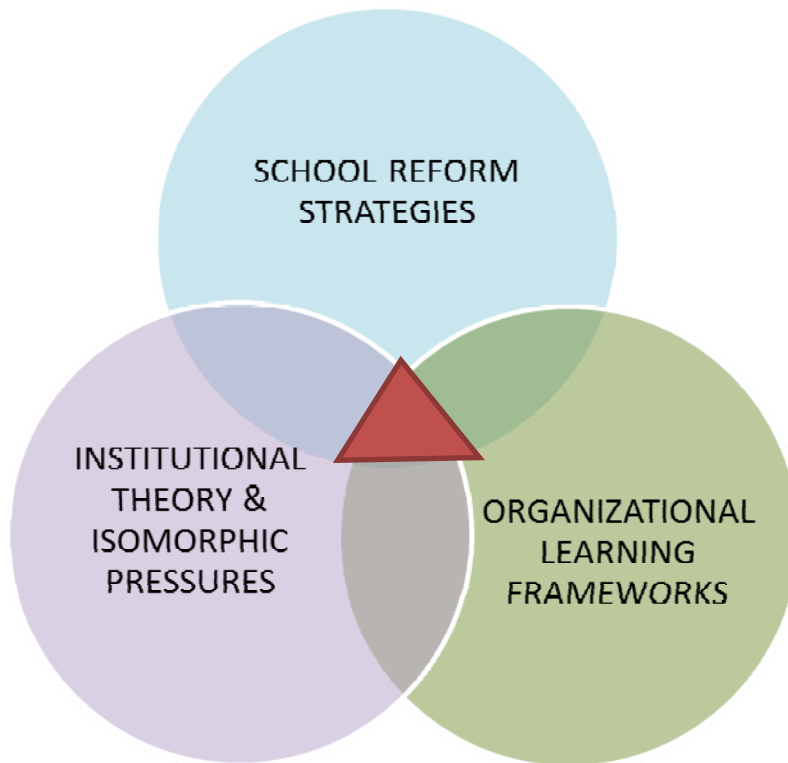 SCHOOL REFORM
STRATEGIES
INSTITUTIONAL
THEORY &
ISOMORPHIC
PRESSURES
ORGANIZATIONAL
LEARNING
FRAMEWORKS